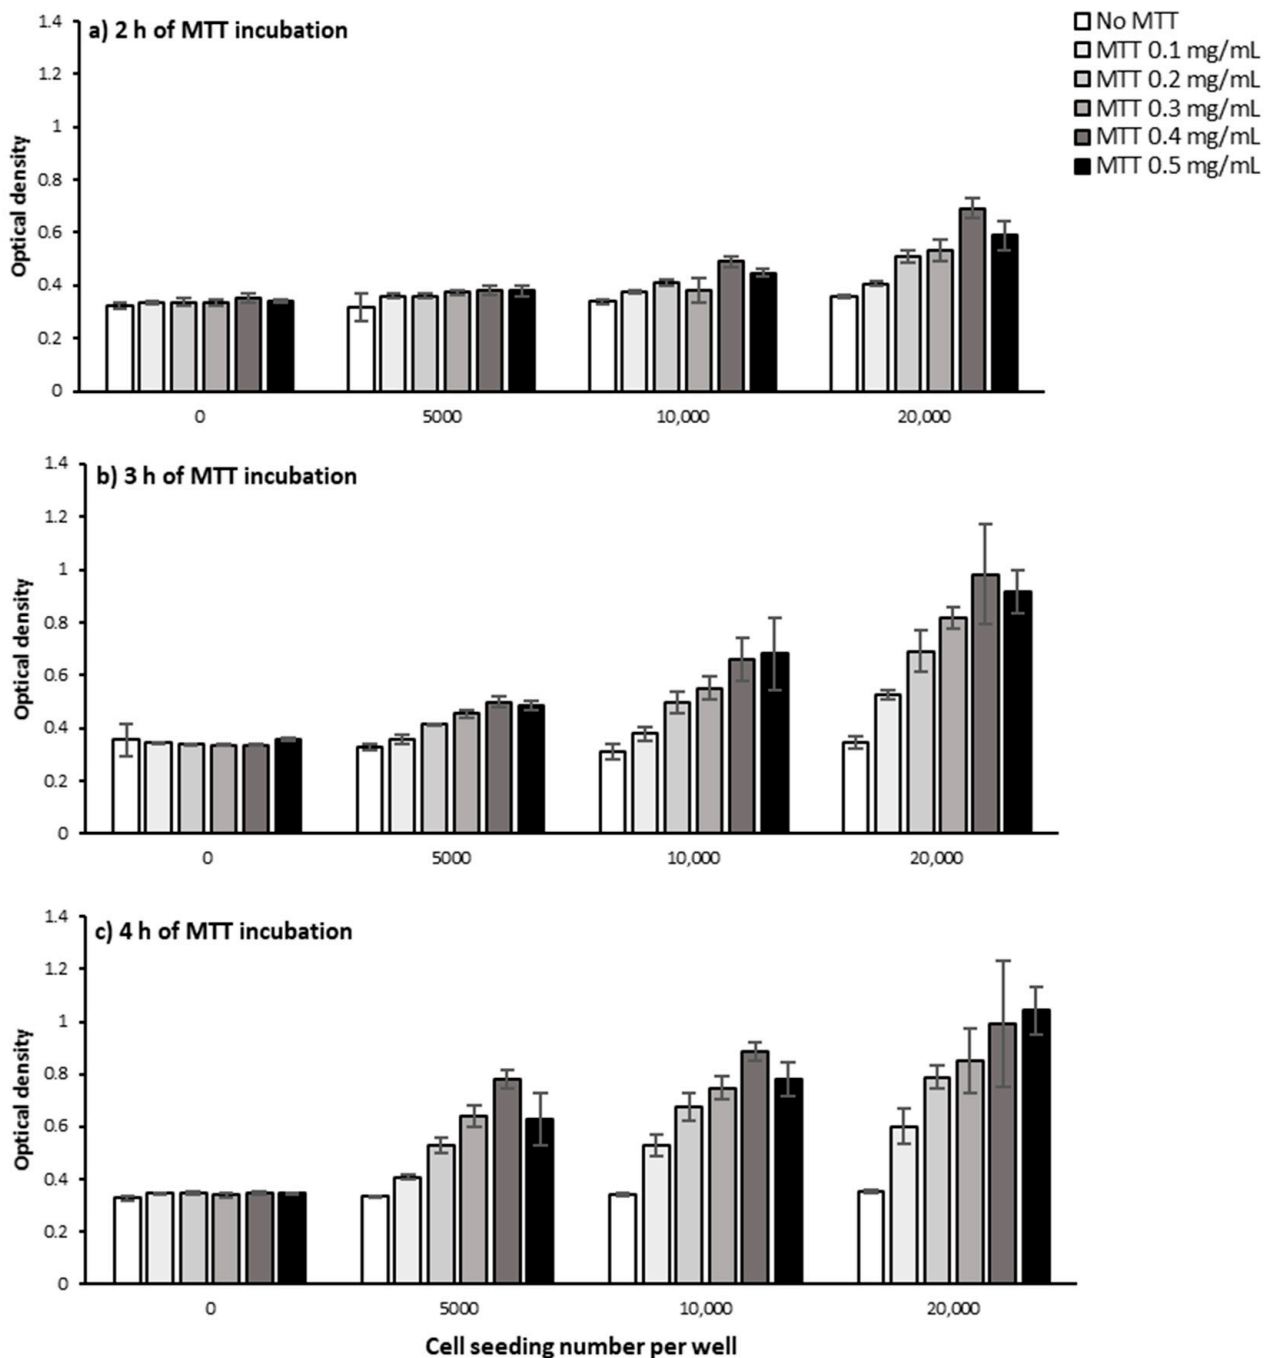 a) 2 h of MTT incubation
No MTT
MTT 0.1 mg/mL
MTT 0.2 mg/mL
MTT 0.3 mg/mL
MTT 0.4 mg/mL
MTT 0.5 mg/mL
Optical density
1.4
1.2
1
0.8
0.6
0.4
0.2
0
0 5000 10,000 20,000
b) 3 h of MTT incubation
Optical density
1.4
1.2
1
0.8
0.6
0.4
0.2
0
0 5000 10,000 20,000
c) 4 h of MTT incubation
Optical density
1.4
1.2
1
0.8
0.6
0.4
0.2
0
0 5000 10,000 20,000
Cell seeding number per well